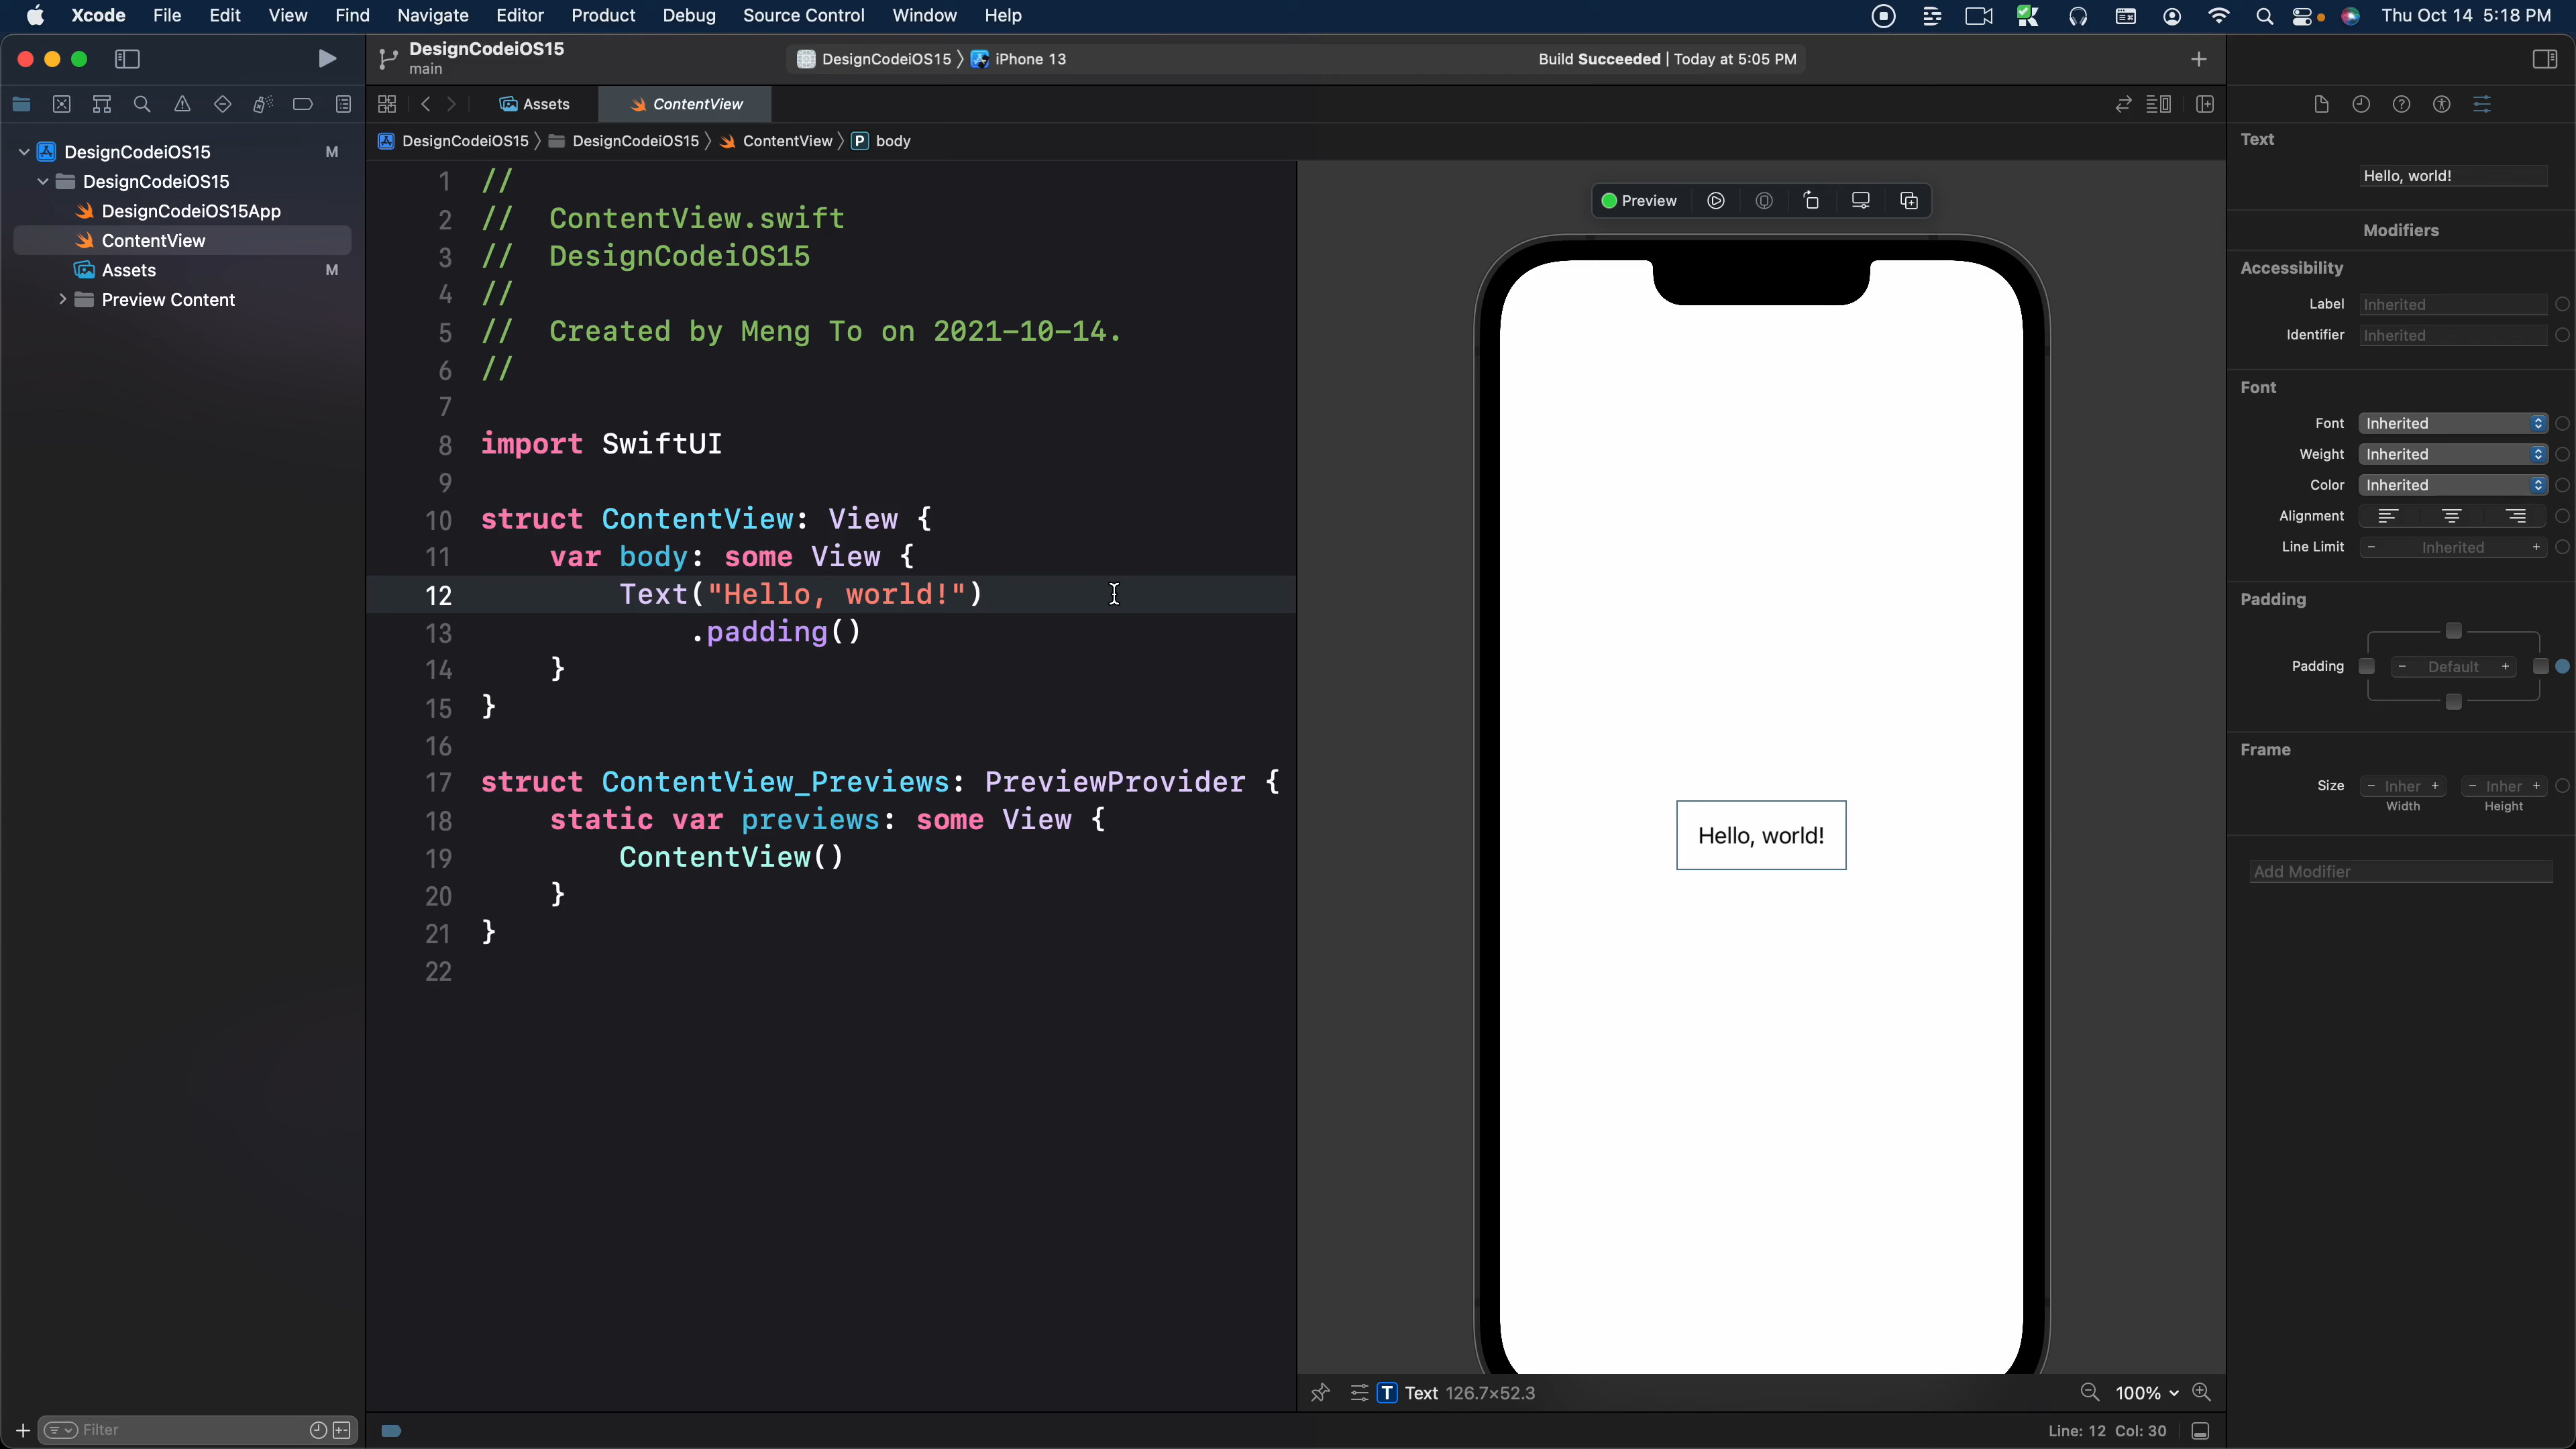 Xcode File Edit View Find Navigate Editor Product Debug Source Control Window Help Thu Oct 14 5:18 PM
DesignCodeiOS15
main
DesignCodeiOS15 iPhone 13 Build Succeeded | Today at 5:05 PM
Assets ContentView
DesignCodeiOS15 DesignCodeiOS15 ContentView P body
DesignCodeiOS15 M
DesignCodeiOS15
DesignCodeiOS15App
ContentView
Assets M
Preview Content
Filter
1 //
2 //  ContentView.swift
3 //  DesignCodeiOS15
4 //
5 //  Created by Meng To on 2021-10-14.
6 //
7
8 import SwiftUI
9
10 struct ContentView: View {
11     var body: some View {
12         Text("Hello, world!")
13             .padding()
14     }
15 }
16
17 struct ContentView_Previews: PreviewProvider {
18     static var previews: some View {
19         ContentView()
20     }
21 }
22
Preview
Hello, world!
T Text 126.7×52.3
100%
Line: 12 Col: 30
Text
Hello, world!
Modifiers
Accessibility
Label Inherited
Identifier Inherited
Font
Font Inherited
Weight Inherited
Color Inherited
Alignment
Line Limit - Inherited +
Padding
Padding - Default +
Frame
Size - Inher + - Inher +
Width Height
Add Modifier